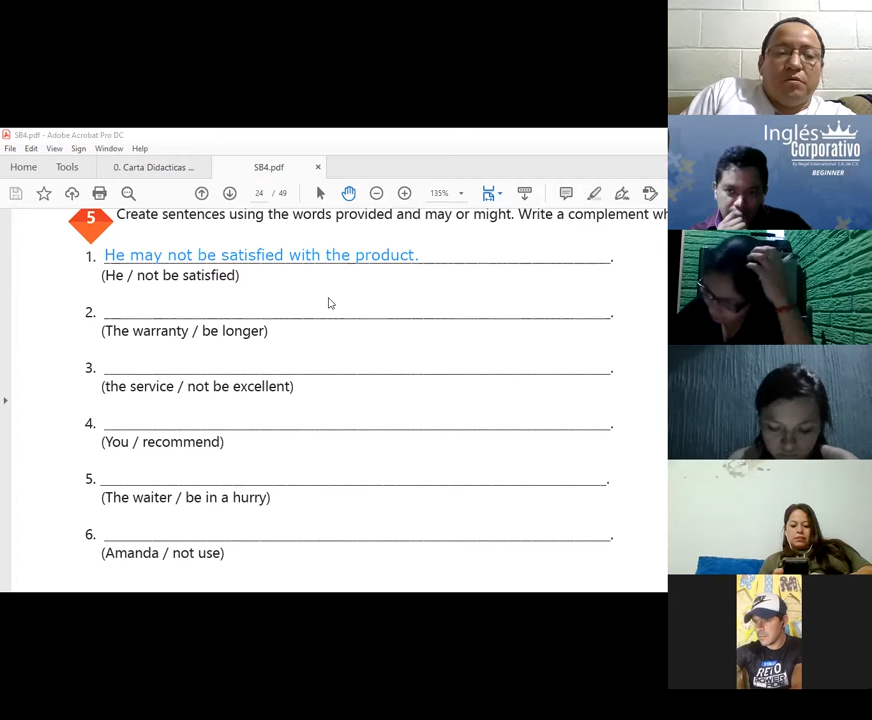 SB4.pdf - Adobe Acrobat Pro DC
File Edit View Sign Window Help
Home Tools 0. Carta Didacticas ... SB4.pdf ×
24 / 49 135%
5 Create sentences using the words provided and may or might. Write a complement wh
1. He may not be satisfied with the product. .
(He / not be satisfied)
2. .
(The warranty / be longer)
3. .
(the service / not be excellent)
4. .
(You / recommend)
5. .
(The waiter / be in a hurry)
6. .
(Amanda / not use)
Inglés
Corporativo
BEGINNER